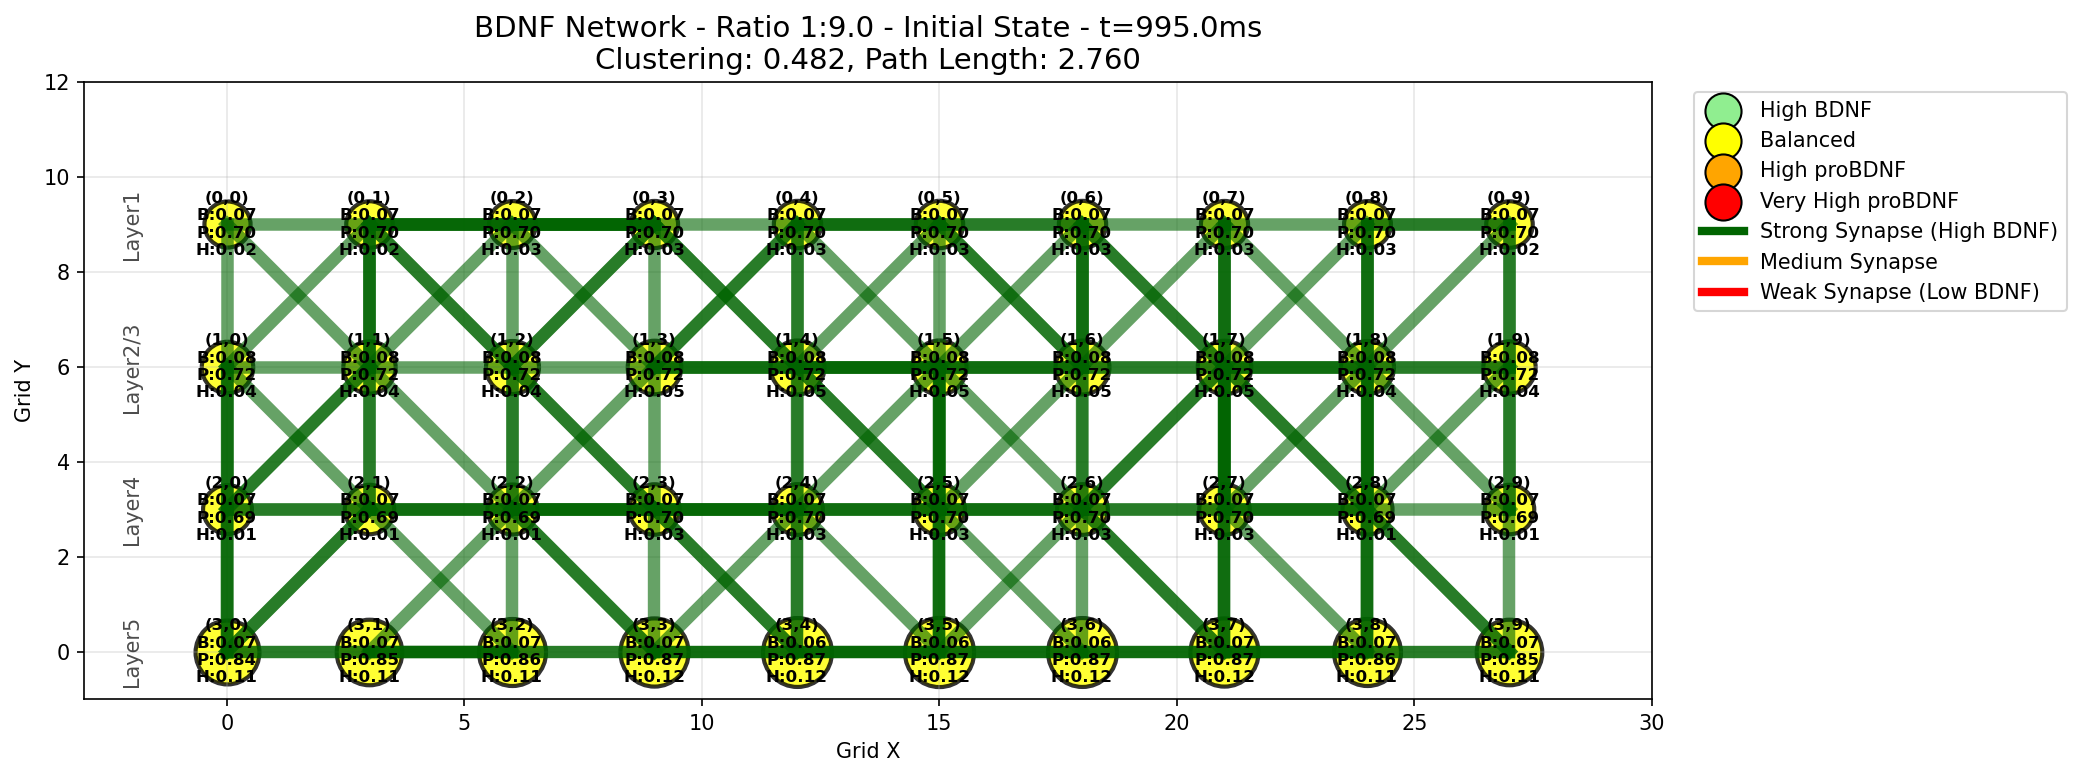 BDNF Network - Ratio 1:9.0 - Initial State - t=995.0ms
Clustering: 0.482, Path Length: 2.760
12
10
8
6
4
2
0
Grid Y
Layer1
Layer2/3
Layer4
Layer5
(0,0) (0,1) (0,2) (0,3) (0,4) (0,5) (0,6) (0,7) (0,8) (0,9)
B:0.07 B:0.07 B:0.07 B:0.07 B:0.07 B:0.07 B:0.07 B:0.07 B:0.07 B:0.07
P:0.70 P:0.70 P:0.70 P:0.70 P:0.70 P:0.70 P:0.70 P:0.70 P:0.70 P:0.70
H:0.02 H:0.02 H:0.03 H:0.03 H:0.03 H:0.03 H:0.03 H:0.03 H:0.03 H:0.02
(1,0) (1,1) (1,2) (1,3) (1,4) (1,5) (1,6) (1,7) (1,8) (1,9)
B:0.08 B:0.08 B:0.08 B:0.08 B:0.08 B:0.08 B:0.08 B:0.08 B:0.08 B:0.08
P:0.72 P:0.72 P:0.72 P:0.72 P:0.72 P:0.72 P:0.72 P:0.72 P:0.72 P:0.72
H:0.04 H:0.04 H:0.04 H:0.05 H:0.05 H:0.05 H:0.05 H:0.05 H:0.04 H:0.04
(2,0) (2,1) (2,2) (2,3) (2,4) (2,5) (2,6) (2,7) (2,8) (2,9)
B:0.07 B:0.07 B:0.07 B:0.07 B:0.07 B:0.07 B:0.07 B:0.07 B:0.07 B:0.07
P:0.69 P:0.69 P:0.69 P:0.70 P:0.70 P:0.70 P:0.70 P:0.70 P:0.69 P:0.69
H:0.01 H:0.01 H:0.01 H:0.03 H:0.03 H:0.03 H:0.03 H:0.03 H:0.01 H:0.01
(3,0) (3,1) (3,2) (3,3) (3,4) (3,5) (3,6) (3,7) (3,8) (3,9)
B:0.07 B:0.07 B:0.07 B:0.07 B:0.06 B:0.06 B:0.06 B:0.07 B:0.07 B:0.07
P:0.84 P:0.85 P:0.86 P:0.87 P:0.87 P:0.87 P:0.87 P:0.87 P:0.86 P:0.85
H:0.11 H:0.11 H:0.11 H:0.12 H:0.12 H:0.12 H:0.12 H:0.12 H:0.11 H:0.11
0 5 10 15 20 25 30
Grid X
High BDNF
Balanced
High proBDNF
Very High proBDNF
Strong Synapse (High BDNF)
Medium Synapse
Weak Synapse (Low BDNF)